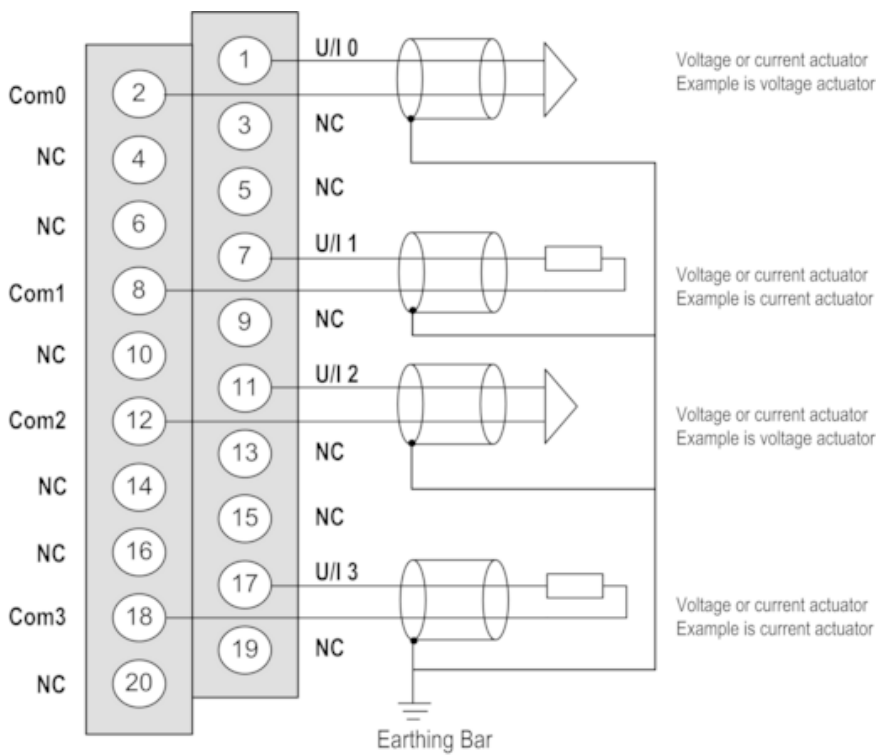 1 U/I 0
Voltage or current actuator
Example is voltage actuator
Com0 2
3 NC
NC 4
5 NC
NC 6
7 U/I 1
Voltage or current actuator
Example is current actuator
Com1 8
9 NC
NC 10
11 U/I 2
Voltage or current actuator
Example is voltage actuator
Com2 12
13 NC
NC 14
15 NC
NC 16
17 U/I 3
Voltage or current actuator
Example is current actuator
Com3 18
19 NC
NC 20
Earthing Bar